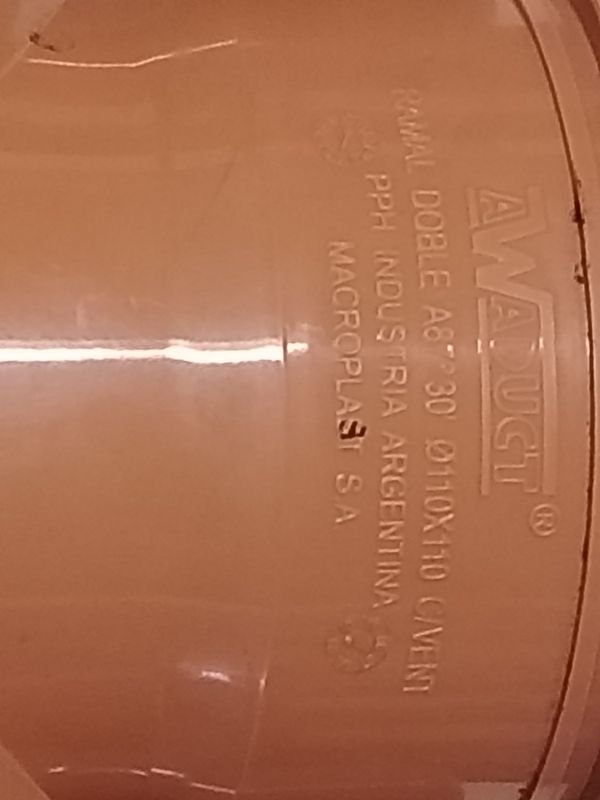 AWADUCT®
RAMAL DOBLE A87°30' Ø110X110 C/VENT
PPH INDUSTRIA ARGENTINA
MACROPLAST S.A